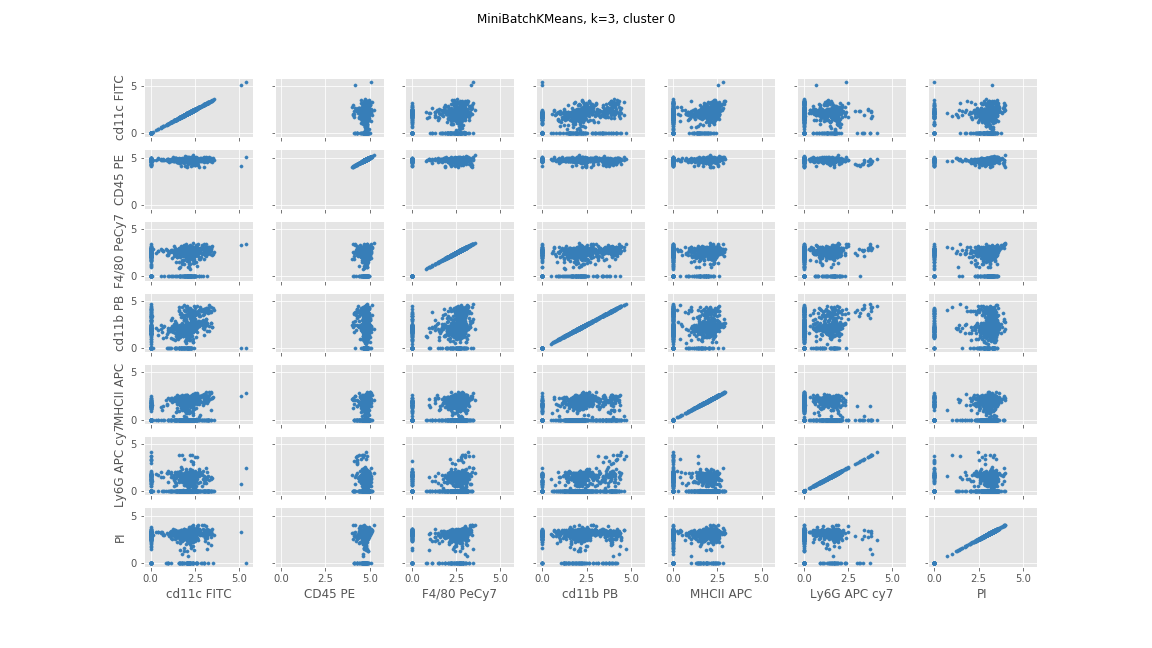 MiniBatchKMeans, k=3, cluster 0
cd11c FITC
5
0
CD45 PE
5
0
F4/80 PeCy7
5
0
cd11b PB
5
0
MHCII APC
5
0
Ly6G APC cy7
5
0
PI
5
0
0.0 2.5 5.0 0.0 2.5 5.0 0.0 2.5 5.0 0.0 2.5 5.0 0.0 2.5 5.0 0.0 2.5 5.0 0.0 2.5 5.0
cd11c FITC CD45 PE F4/80 PeCy7 cd11b PB MHCII APC Ly6G APC cy7 PI